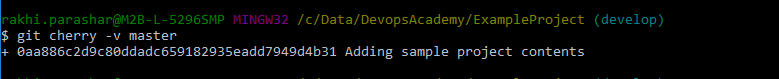 rakhi.parashar@M2B-L-5296SMP MINGW32 /c/Data/DevopsAcademy/ExampleProject (develop)
$ git cherry -v master
+ 0aa886c2d9c80ddadc659182935eadd7949d4b31 Adding sample project contents